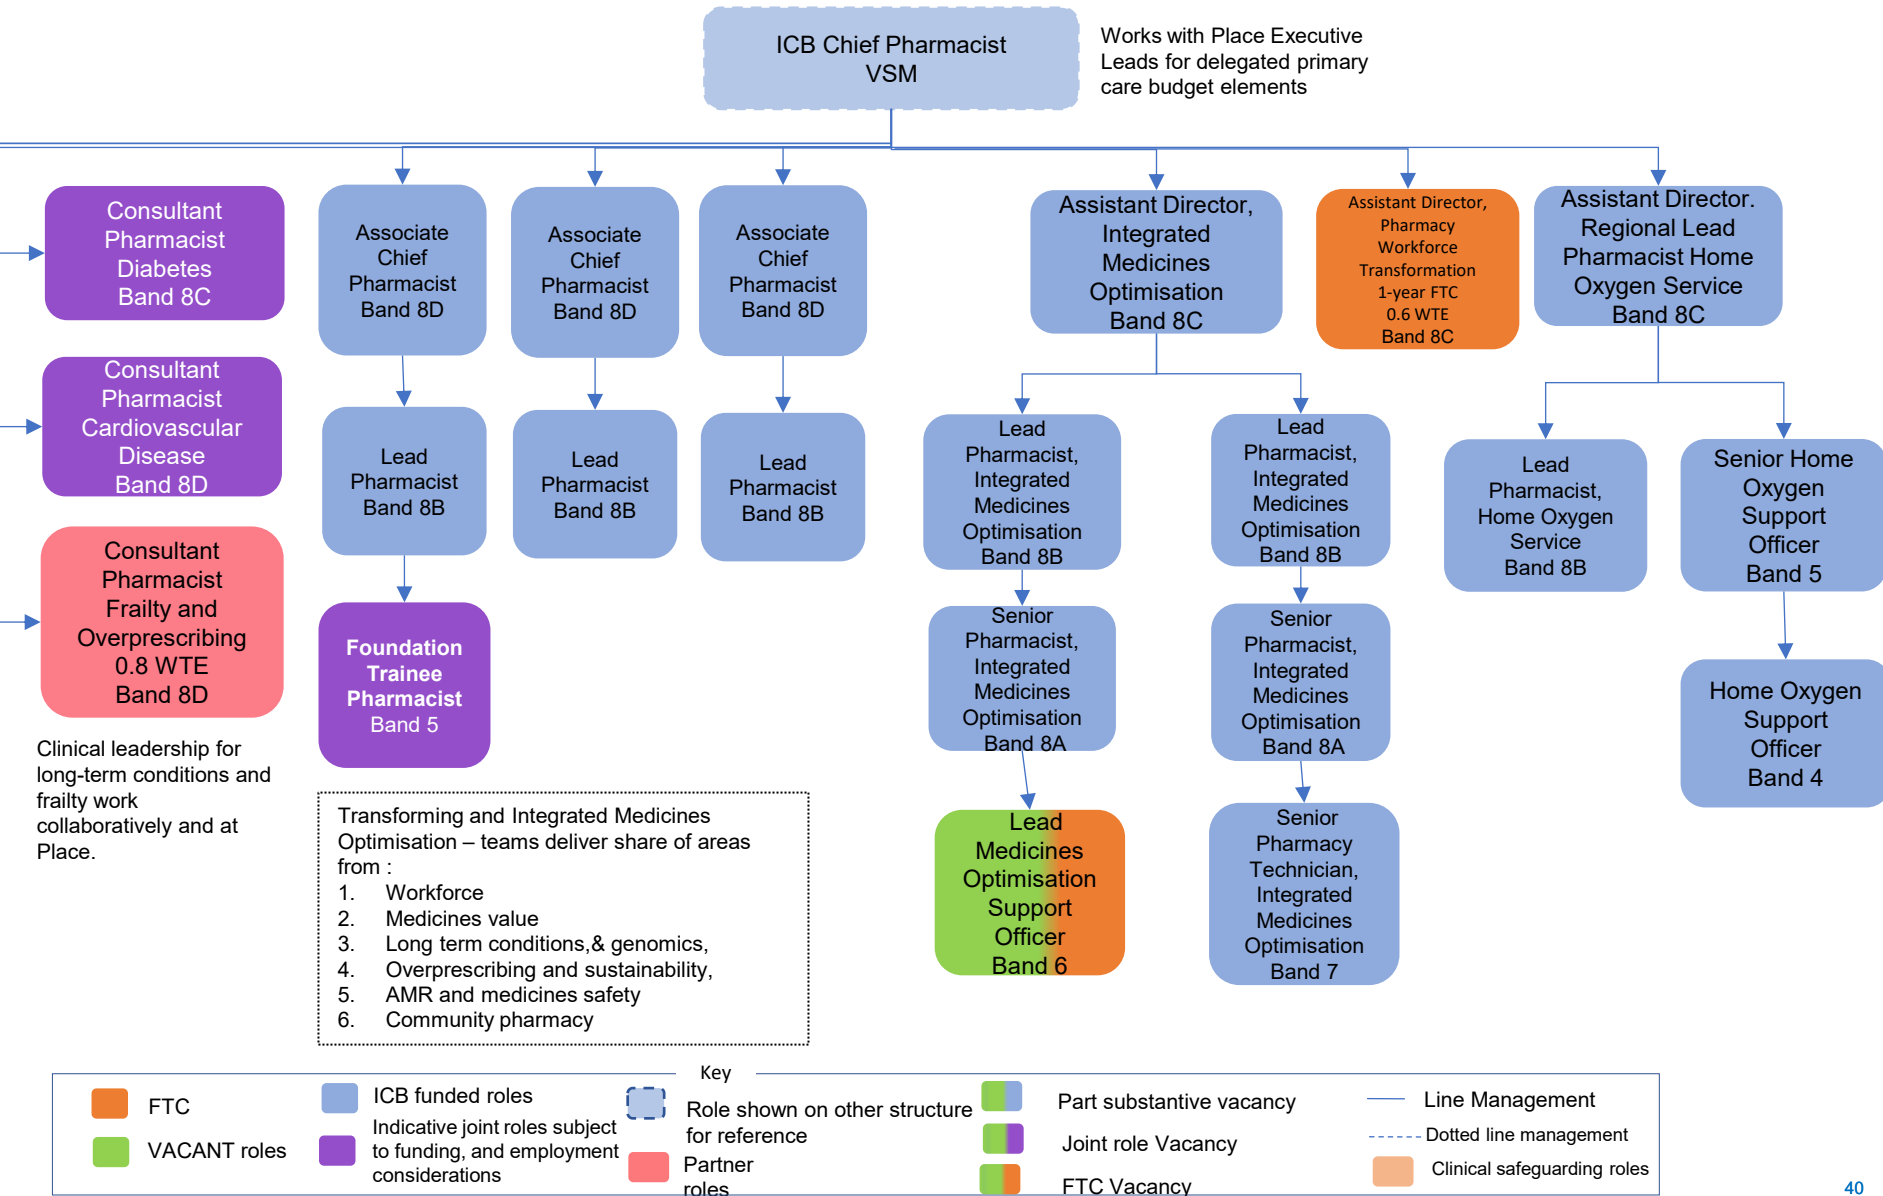 ICB Chief Pharmacist
VSM
Works with Place Executive
Leads for delegated primary
care budget elements
Consultant
Pharmacist
Diabetes
Band 8C
Associate
Chief
Pharmacist
Band 8D
Associate
Chief
Pharmacist
Band 8D
Associate
Chief
Pharmacist
Band 8D
Assistant Director,
Integrated
Medicines
Optimisation
Band 8C
Assistant Director,
Pharmacy
Workforce
Transformation
1-year FTC
0.6 WTE
Band 8C
Assistant Director.
Regional Lead
Pharmacist Home
Oxygen Service
Band 8C
Consultant
Pharmacist
Cardiovascular
Disease
Band 8D
Lead
Pharmacist
Band 8B
Lead
Pharmacist
Band 8B
Lead
Pharmacist
Band 8B
Lead
Pharmacist,
Integrated
Medicines
Optimisation
Band 8B
Lead
Pharmacist,
Integrated
Medicines
Optimisation
Band 8B
Lead
Pharmacist,
Home Oxygen
Service
Band 8B
Senior Home
Oxygen
Support
Officer
Band 5
Consultant
Pharmacist
Frailty and
Overprescribing
0.8 WTE
Band 8D
Foundation
Trainee
Pharmacist
Band 5
Senior
Pharmacist,
Integrated
Medicines
Optimisation
Band 8A
Senior
Pharmacist,
Integrated
Medicines
Optimisation
Band 8A
Home Oxygen
Support
Officer
Band 4
Clinical leadership for
long-term conditions and
frailty work
collaboratively and at
Place.
Transforming and Integrated Medicines
Optimisation – teams deliver share of areas
from :
1. Workforce
2. Medicines value
3. Long term conditions,& genomics,
4. Overprescribing and sustainability,
5. AMR and medicines safety
6. Community pharmacy
Lead
Medicines
Optimisation
Support
Officer
Band 6
Senior
Pharmacy
Technician,
Integrated
Medicines
Optimisation
Band 7
Key
FTC
VACANT roles
ICB funded roles
Indicative joint roles subject
to funding, and employment
considerations
Role shown on other structure
for reference
Partner
roles
Part substantive vacancy
Joint role Vacancy
FTC Vacancy
Line Management
Dotted line management
Clinical safeguarding roles
40